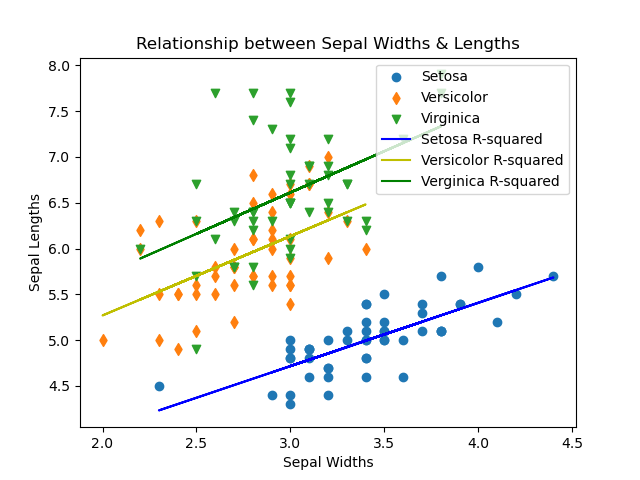 Relationship between Sepal Widths & Lengths
Setosa
Versicolor
Virginica
Setosa R-squared
Versicolor R-squared
Verginica R-squared
8.0
7.5
7.0
6.5
6.0
5.5
5.0
4.5
Sepal Lengths
2.0
2.5
3.0
3.5
4.0
4.5
Sepal Widths